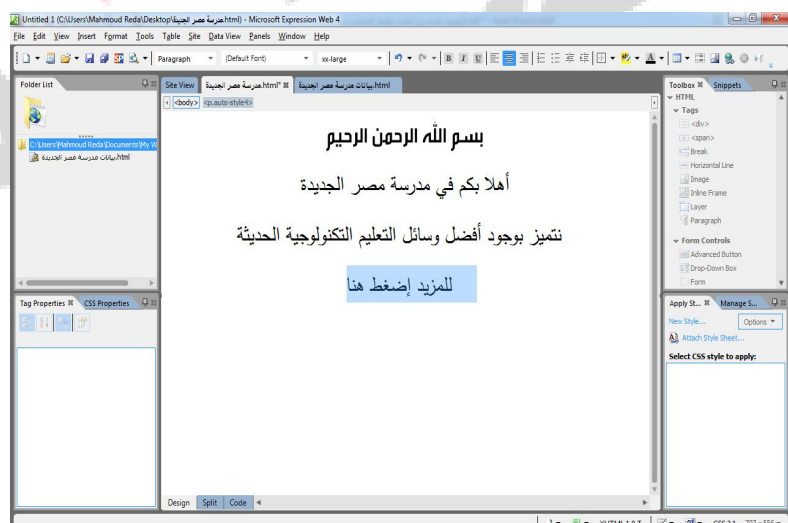 Untitled 1 (C:\Users\Mahmoud Reda\Desktop\مدرسة مصر الجديدة.html) - Microsoft Expression Web 4
File Edit View Insert Format Tools Table Site Data View Panels Window Help
Paragraph (Default Font) xx-large
Folder List
C:\Users\Mahmoud Reda\Documents\My W
بيانات مدرسة مصر الجديدة.html
Site View مدرسة مصر الجديدة.html* بيانات مدرسة مصر الجديدة.html
<body> <p.auto-style4>
بسم الله الرحمن الرحيم
أهلا بكم في مدرسة مصر الجديدة
نتميز بوجود أفضل وسائل التعليم التكنولوجية الحديثة
للمزيد إضغط هنا
Design Split Code
Tag Properties CSS Properties
Toolbox Snippets
HTML
Tags
<div>
<span>
Break
Horizontal Line
Image
Inline Frame
Layer
Paragraph
Form Controls
Advanced Button
Drop-Down Box
Form
Apply St... Manage S...
New Style... Options
Attach Style Sheet...
Select CSS style to apply: